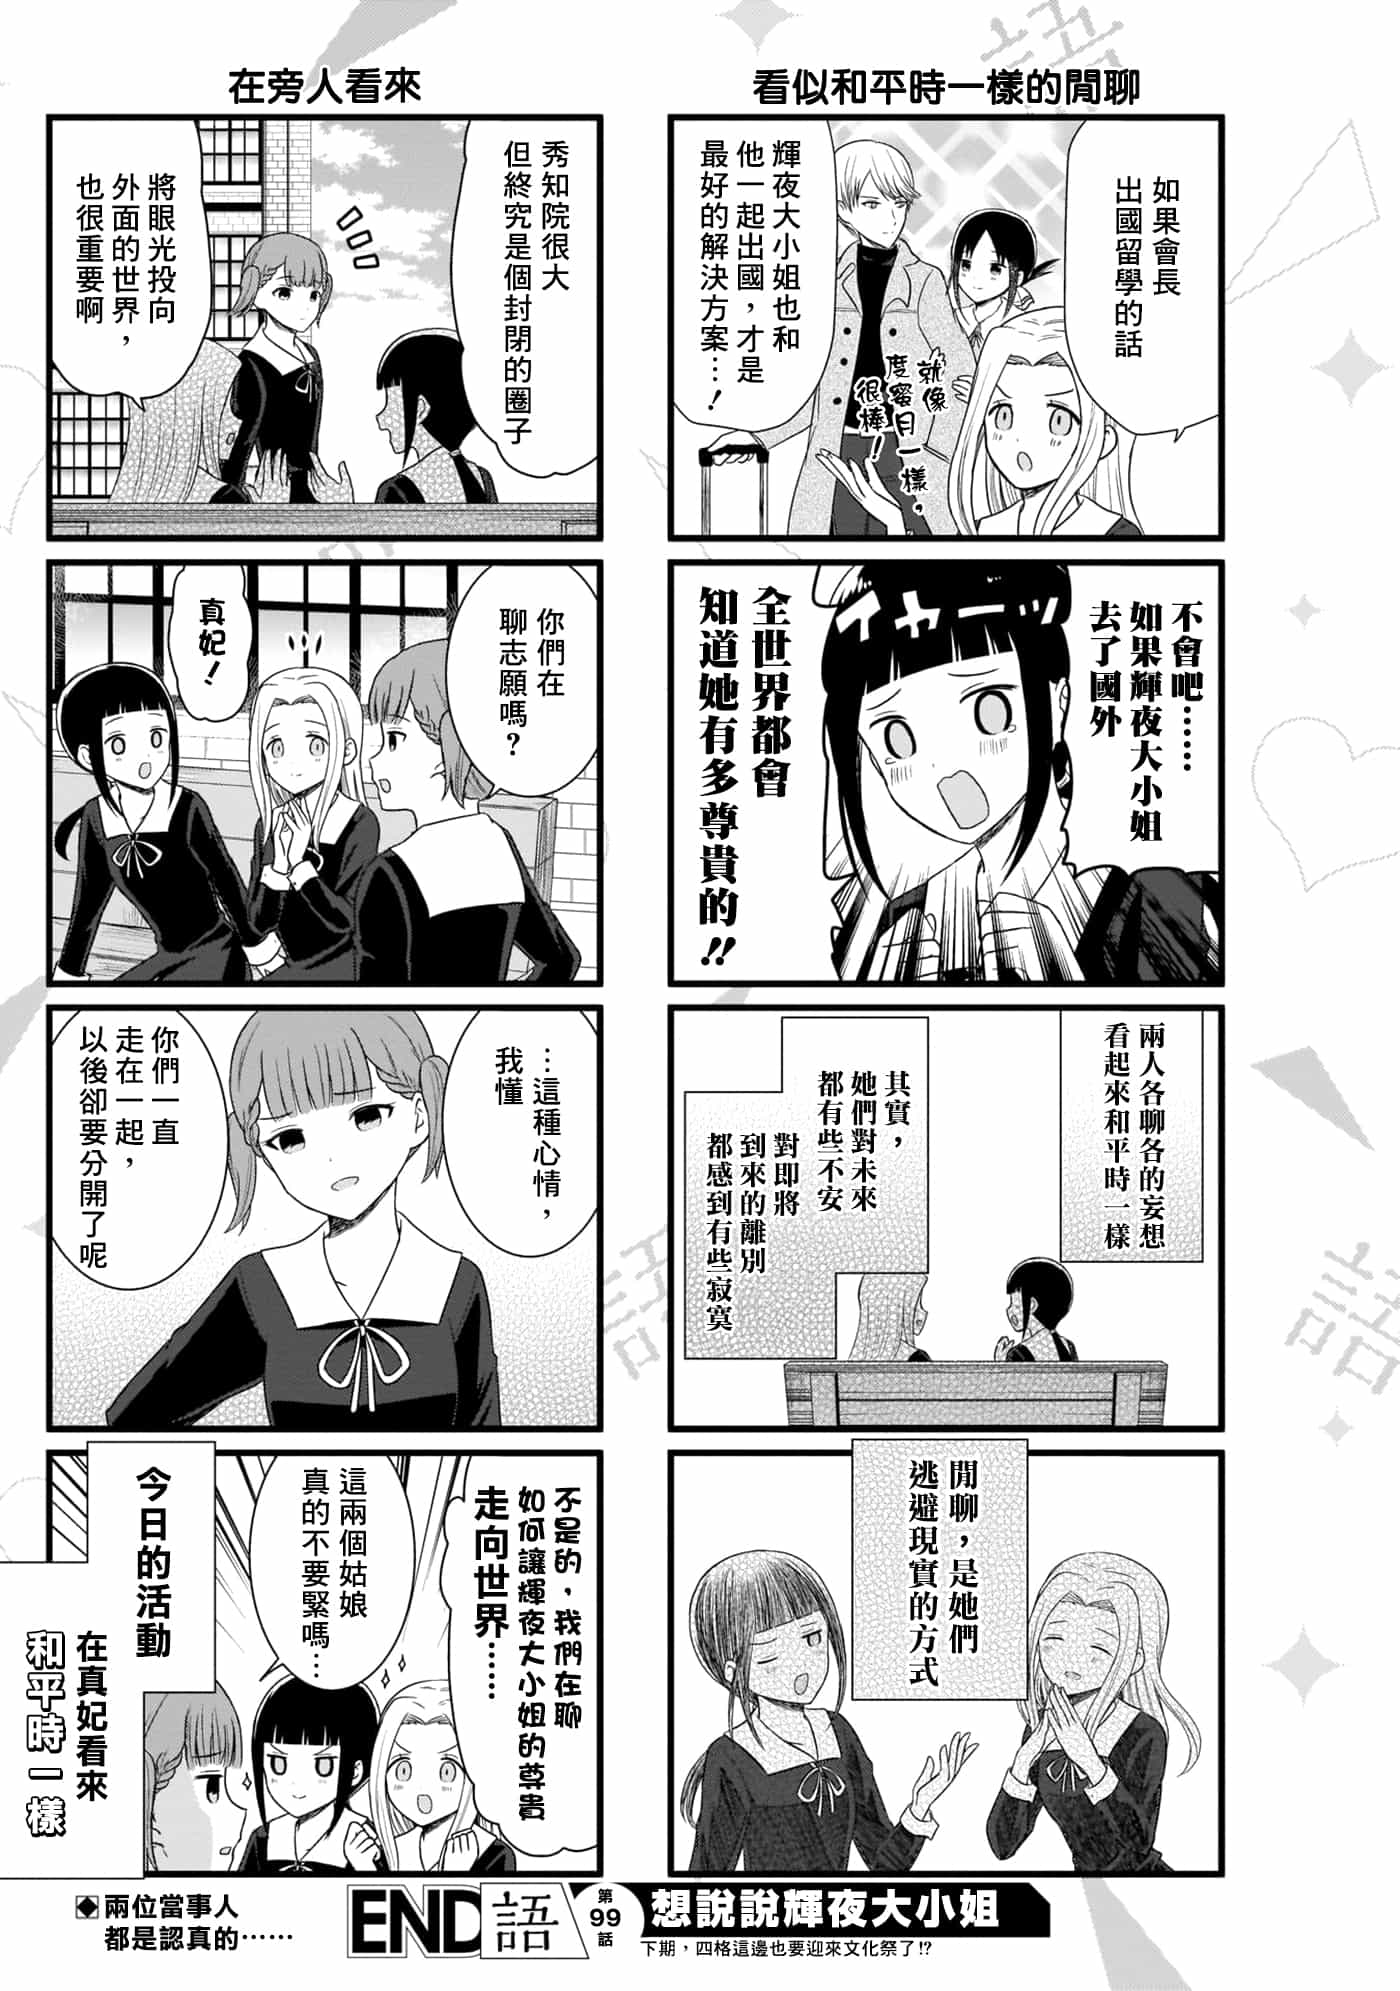 看似和平時一樣的閒聊
如果會長
出國留學的話
輝夜大小姐也和
他一起出國，才是
最好的解決方案…！
就像
度蜜月一樣，
很棒！
不會吧……
如果輝夜大小姐
去了國外
イヤーッ
全世界都會
知道她有多尊貴的!!
兩人各聊各的妄想
看起來和平時一樣
其實，
她們對未來
都有些不安
對即將
到來的離別
都感到有些寂寞
閒聊，是她們
逃避現實的方式
在旁人看來
秀知院很大
但終究是個封閉的圈子
將眼光投向
外面的世界，
也很重要啊
你們在
聊志願嗎？
真妃！
…這種心情，
我懂
你們一直
走在一起，
以後卻要分開了呢
不是的，我們在聊
如何讓輝夜大小姐的尊貴
走向世界……
這兩個姑娘
真的不要緊嗎…
今日的活動
在真妃看來
和平時一樣
兩位當事人
都是認真的……
END
語
第99話
想說說輝夜大小姐
下期，四格這邊也要迎來文化祭了!?
語
語
語